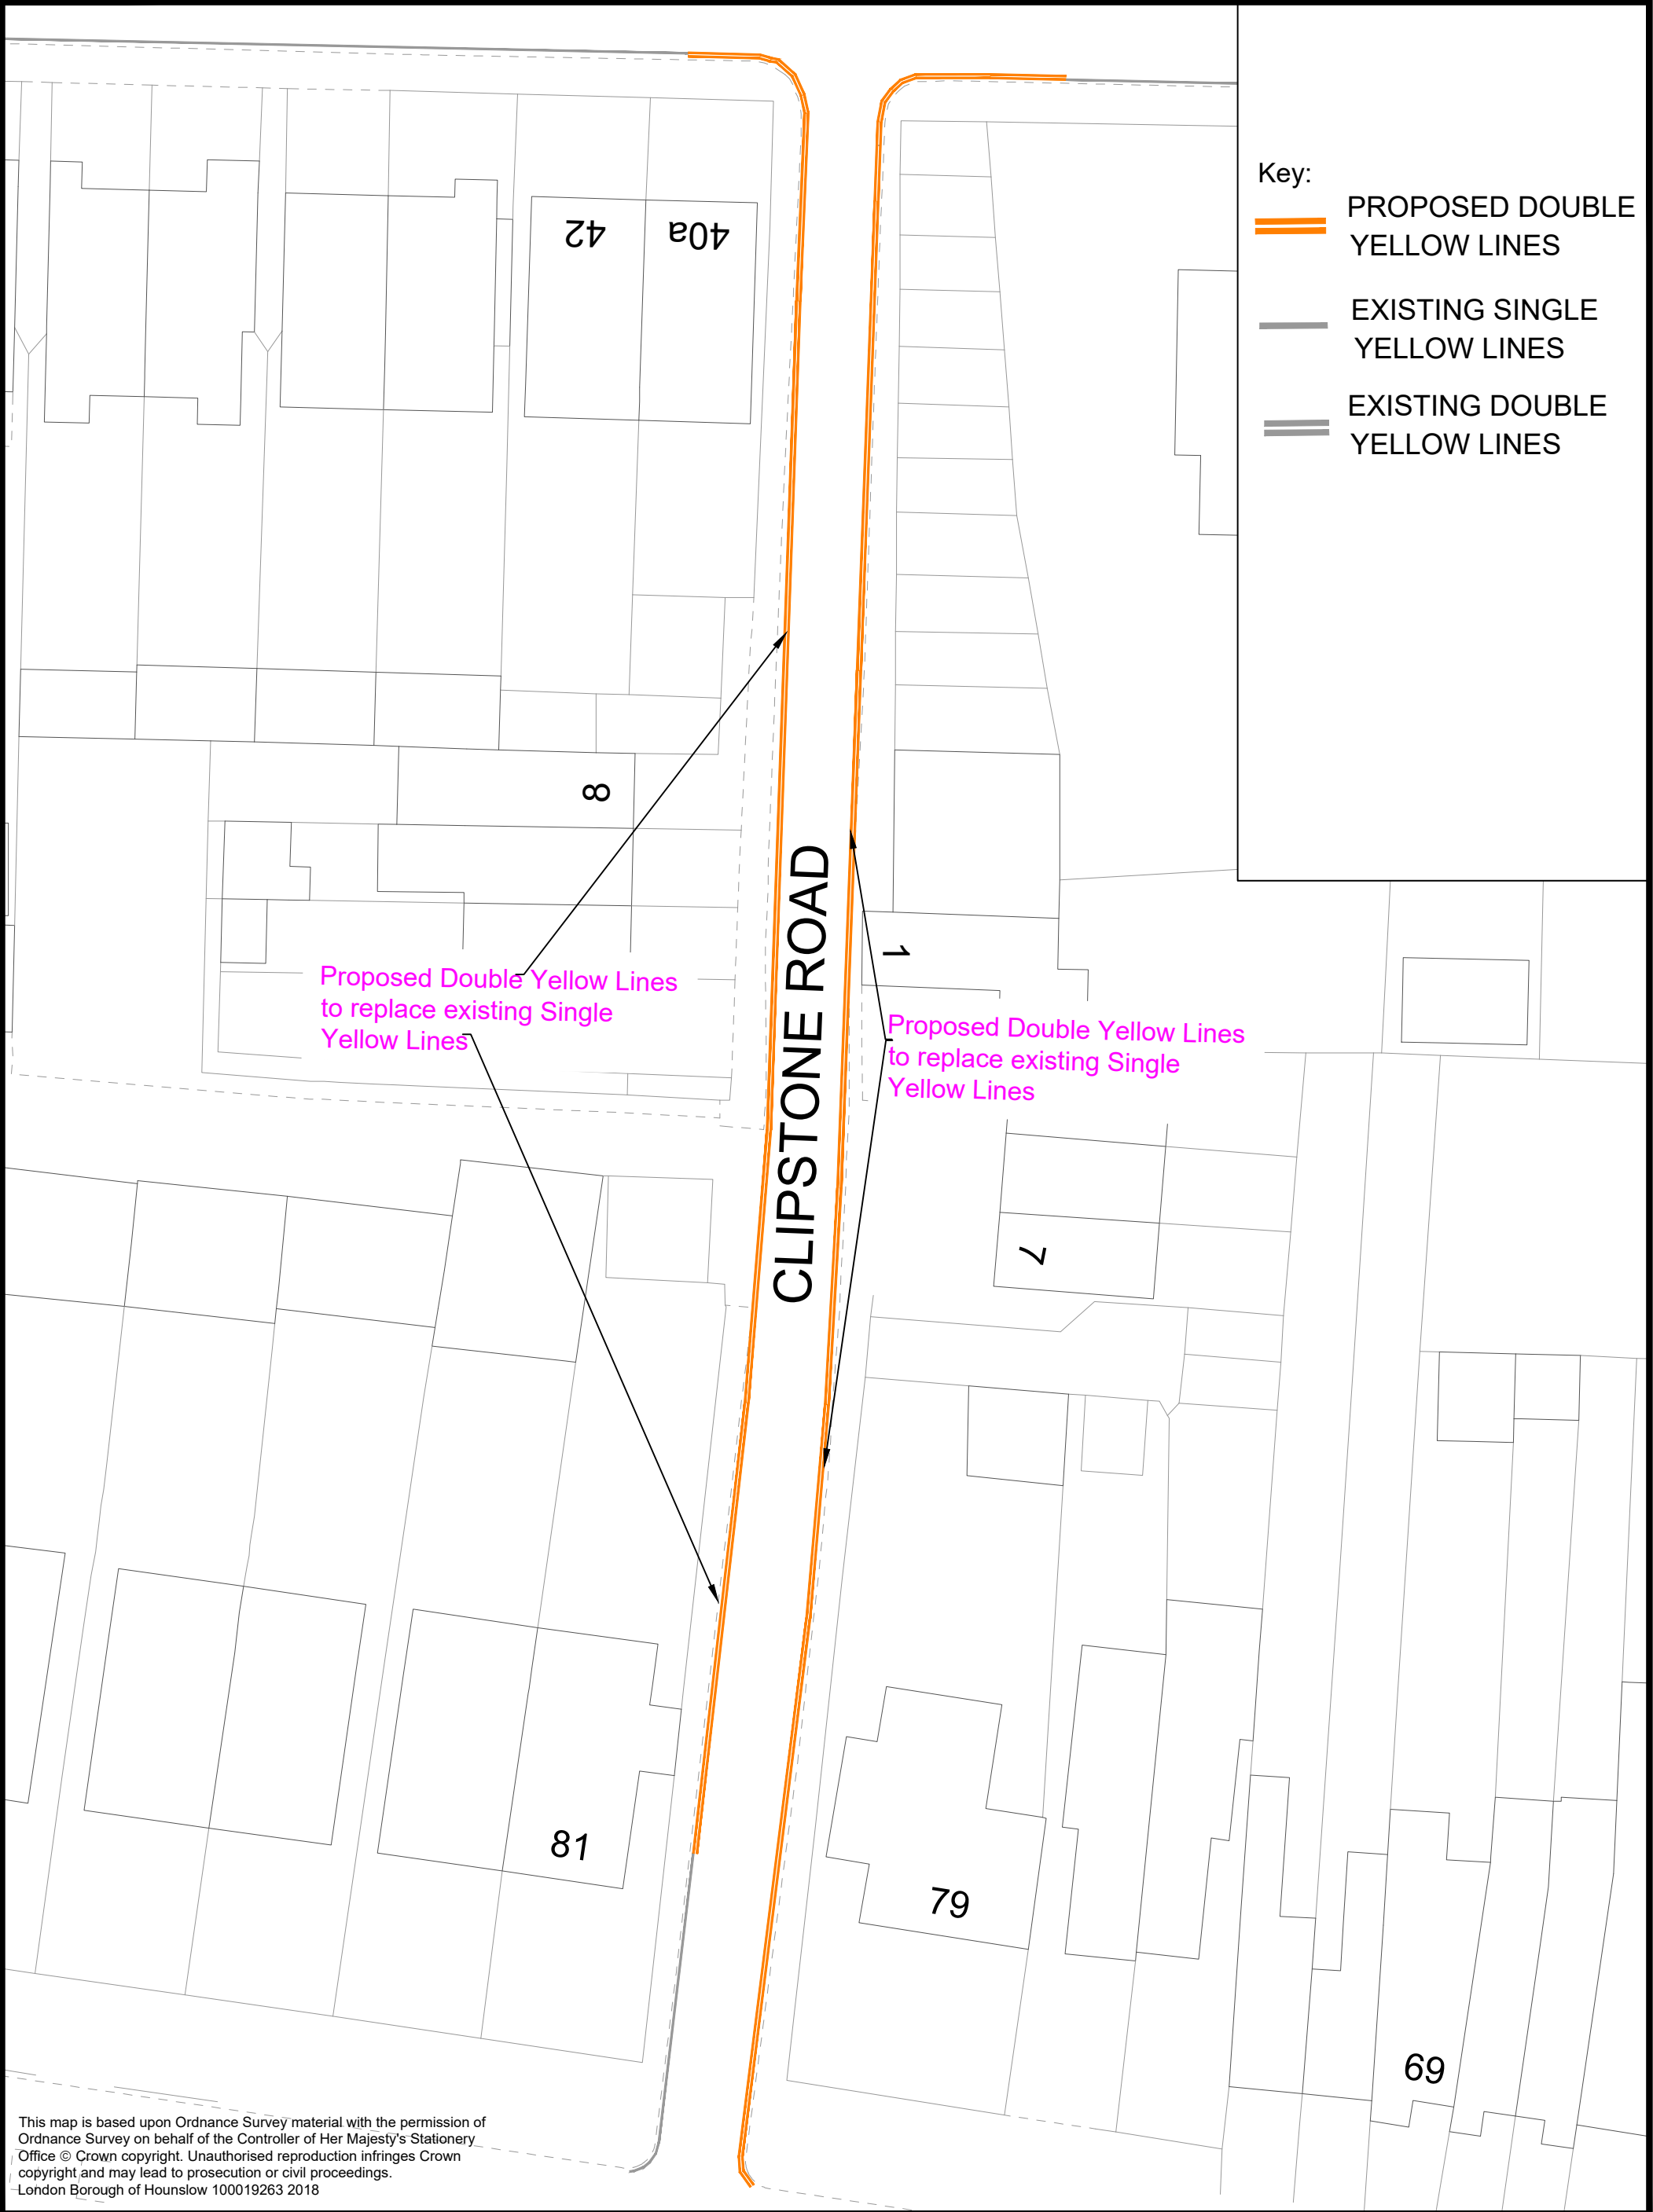 Key:
PROPOSED DOUBLE
YELLOW LINES
EXISTING SINGLE
YELLOW LINES
EXISTING DOUBLE
YELLOW LINES
42
40a
8
CLIPSTONE ROAD
1
Proposed Double Yellow Lines
to replace existing Single
Yellow Lines
Proposed Double Yellow Lines
to replace existing Single
Yellow Lines
7
81
79
69
This map is based upon Ordnance Survey material with the permission of
Ordnance Survey on behalf of the Controller of Her Majesty's Stationery
Office © Crown copyright. Unauthorised reproduction infringes Crown
copyright and may lead to prosecution or civil proceedings.
London Borough of Hounslow 100019263 2018